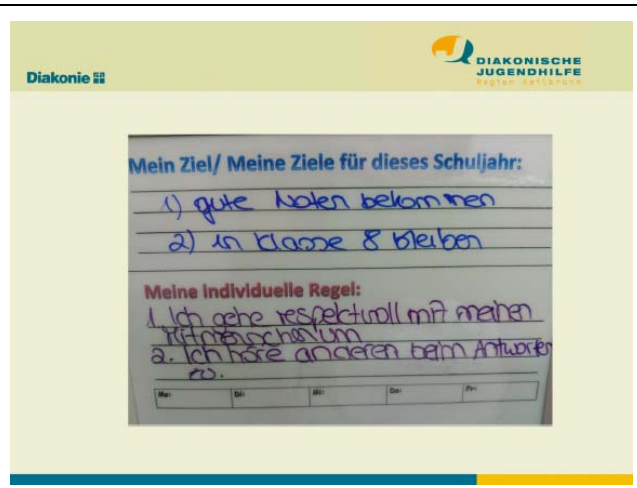 Diakonie
DIAKONISCHE
JUGENDHILFE
Region Heilbronn
Mein Ziel/ Meine Ziele für dieses Schuljahr:
1) gute Noten bekommen
2) in Klasse 8 bleiben
Meine individuelle Regel:
1. Ich gehe respektvoll mit meinen
Mitmenschen um
2. Ich höre anderen beim Antworten
zu.
Mo: Di: Mi: Do: Fr: